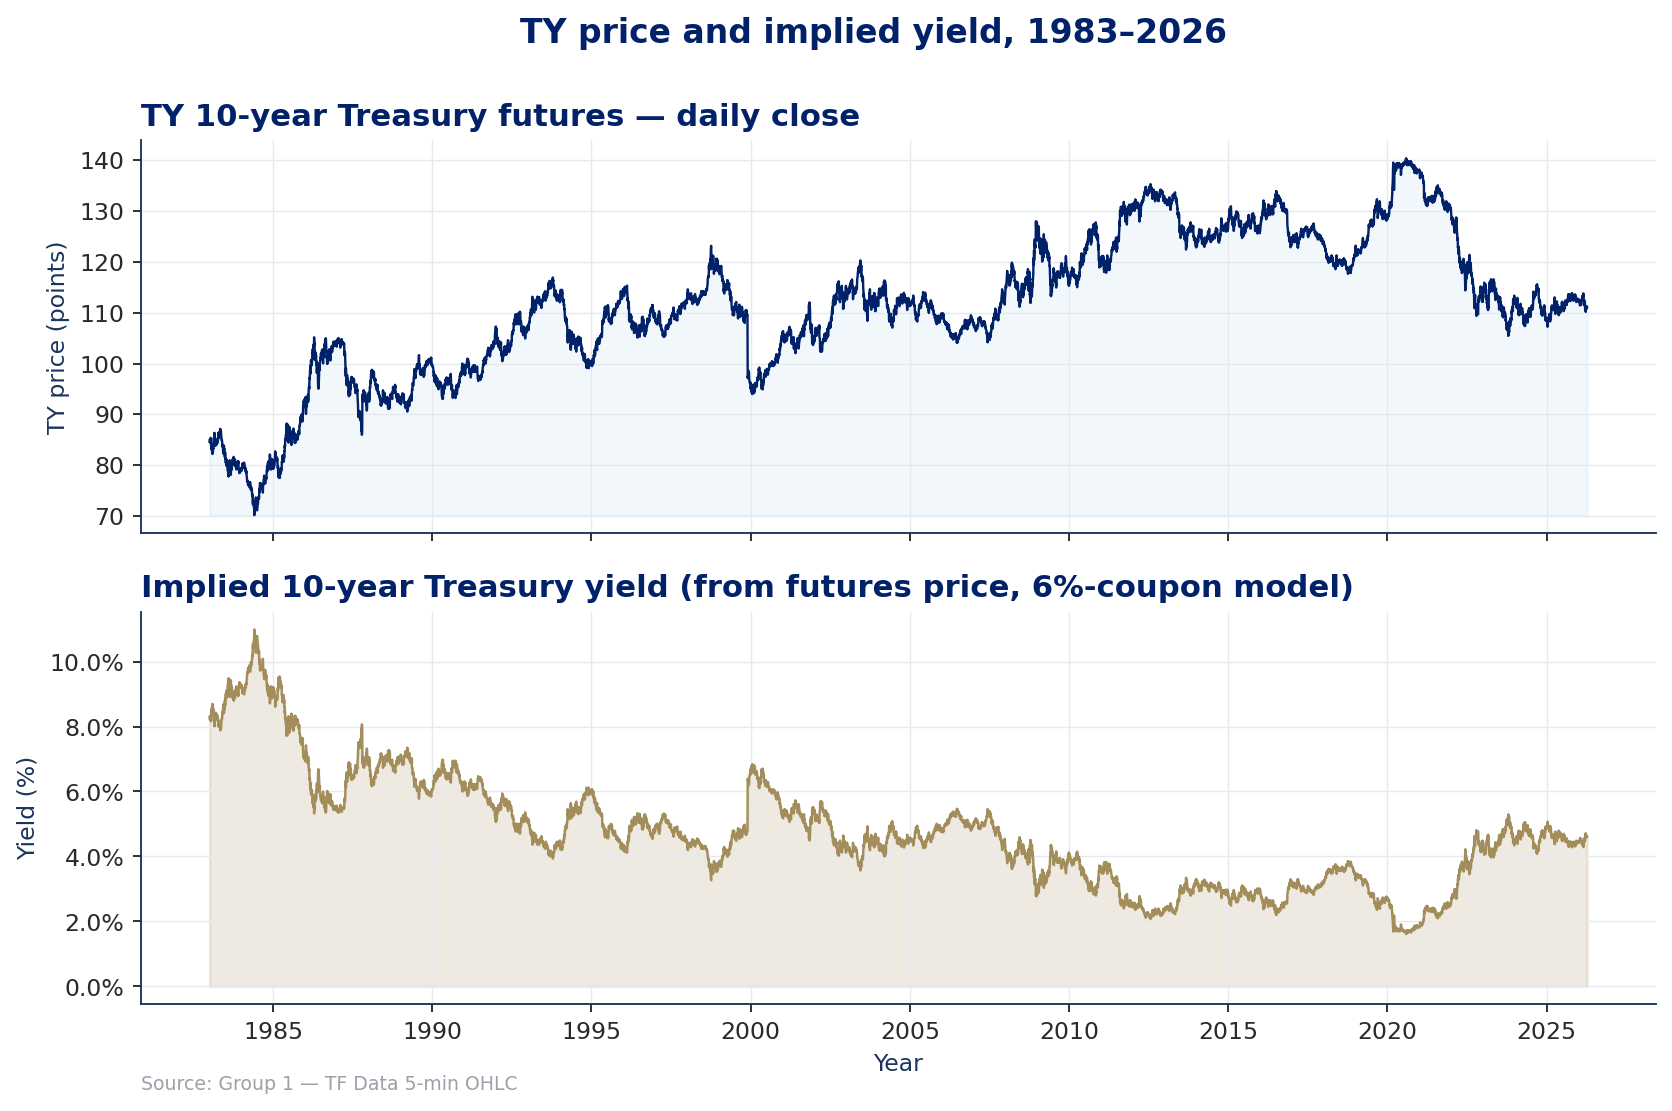 TY price and implied yield, 1983–2026
TY 10-year Treasury futures — daily close
TY price (points)
140
130
120
110
100
90
80
70
Implied 10-year Treasury yield (from futures price, 6%-coupon model)
Yield (%)
10.0%
8.0%
6.0%
4.0%
2.0%
0.0%
1985 1990 1995 2000 2005 2010 2015 2020 2025
Year
Source: Group 1 — TF Data 5-min OHLC